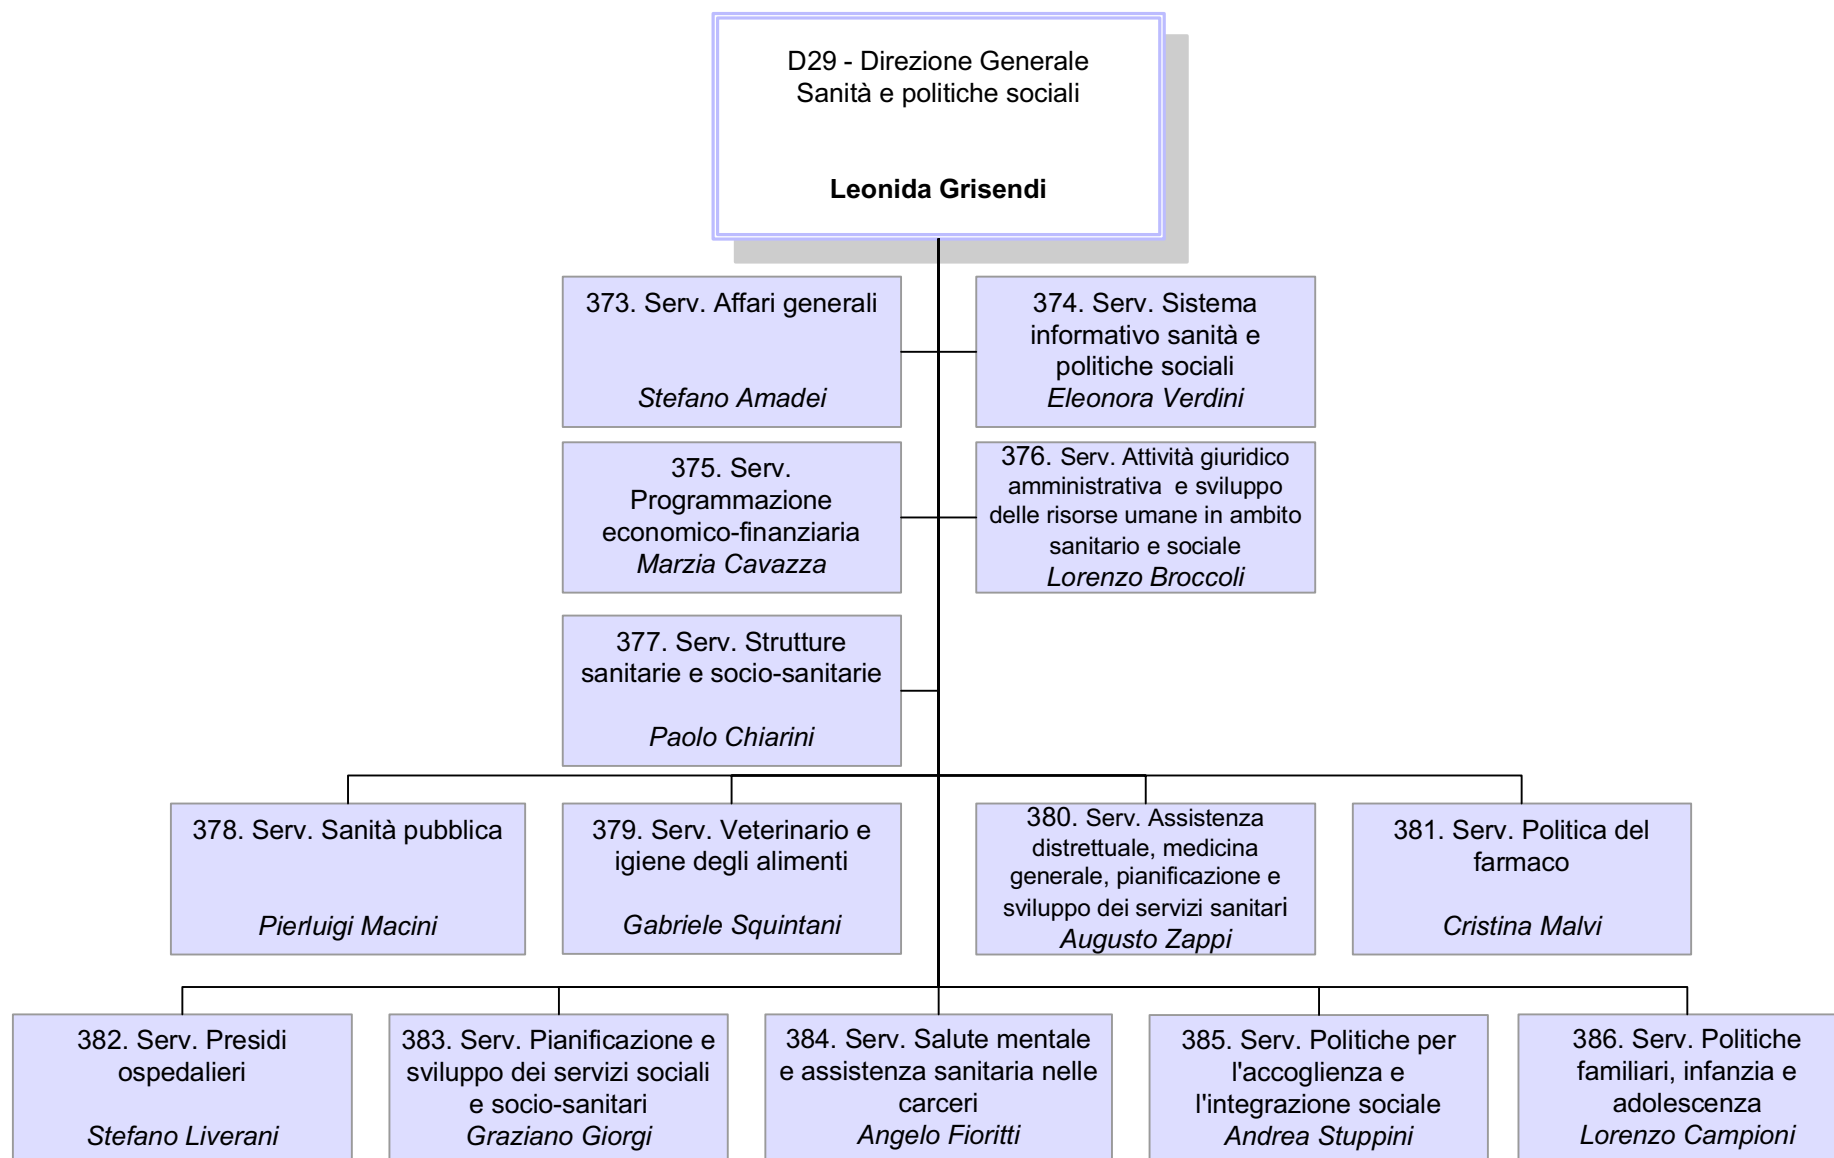 D29 - Direzione Generale
Sanità e politiche sociali
Leonida Grisendi
373. Serv. Affari generali
Stefano Amadei
374. Serv. Sistema
informativo sanità e
politiche sociali
Eleonora Verdini
375. Serv.
Programmazione
economico-finanziaria
Marzia Cavazza
376. Serv. Attività giuridico
amministrativa e sviluppo
delle risorse umane in ambito
sanitario e sociale
Lorenzo Broccoli
377. Serv. Strutture
sanitarie e socio-sanitarie
Paolo Chiarini
378. Serv. Sanità pubblica
Pierluigi Macini
379. Serv. Veterinario e
igiene degli alimenti
Gabriele Squintani
380. Serv. Assistenza
distrettuale, medicina
generale, pianificazione e
sviluppo dei servizi sanitari
Augusto Zappi
381. Serv. Politica del
farmaco
Cristina Malvi
382. Serv. Presidi
ospedalieri
Stefano Liverani
383. Serv. Pianificazione e
sviluppo dei servizi sociali
e socio-sanitari
Graziano Giorgi
384. Serv. Salute mentale
e assistenza sanitaria nelle
carceri
Angelo Fioritti
385. Serv. Politiche per
l'accoglienza e
l'integrazione sociale
Andrea Stuppini
386. Serv. Politiche
familiari, infanzia e
adolescenza
Lorenzo Campioni